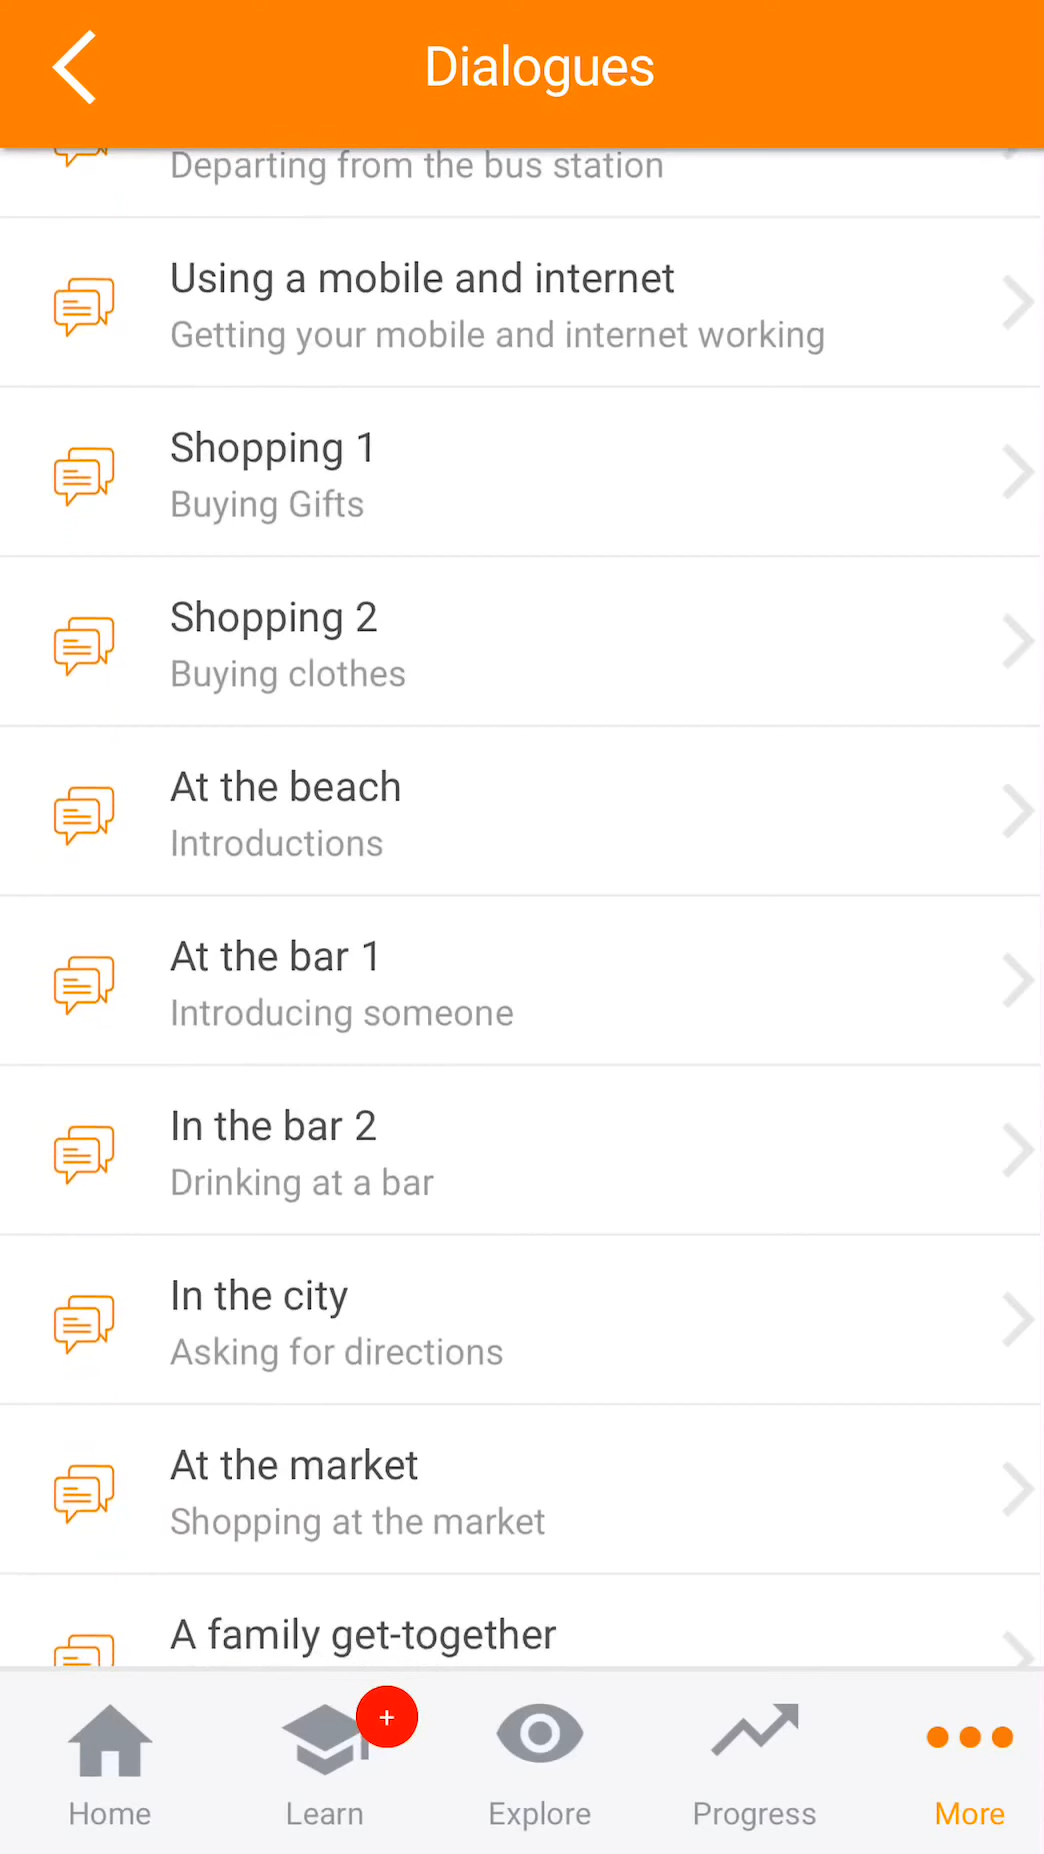 Dialogues
Departing from the bus station
Using a mobile and internet
Getting your mobile and internet working
Shopping 1
Buying Gifts
Shopping 2
Buying clothes
At the beach
Introductions
At the bar 1
Introducing someone
In the bar 2
Drinking at a bar
In the city
Asking for directions
At the market
Shopping at the market
A family get-together
+
Home
Learn
Explore
Progress
More